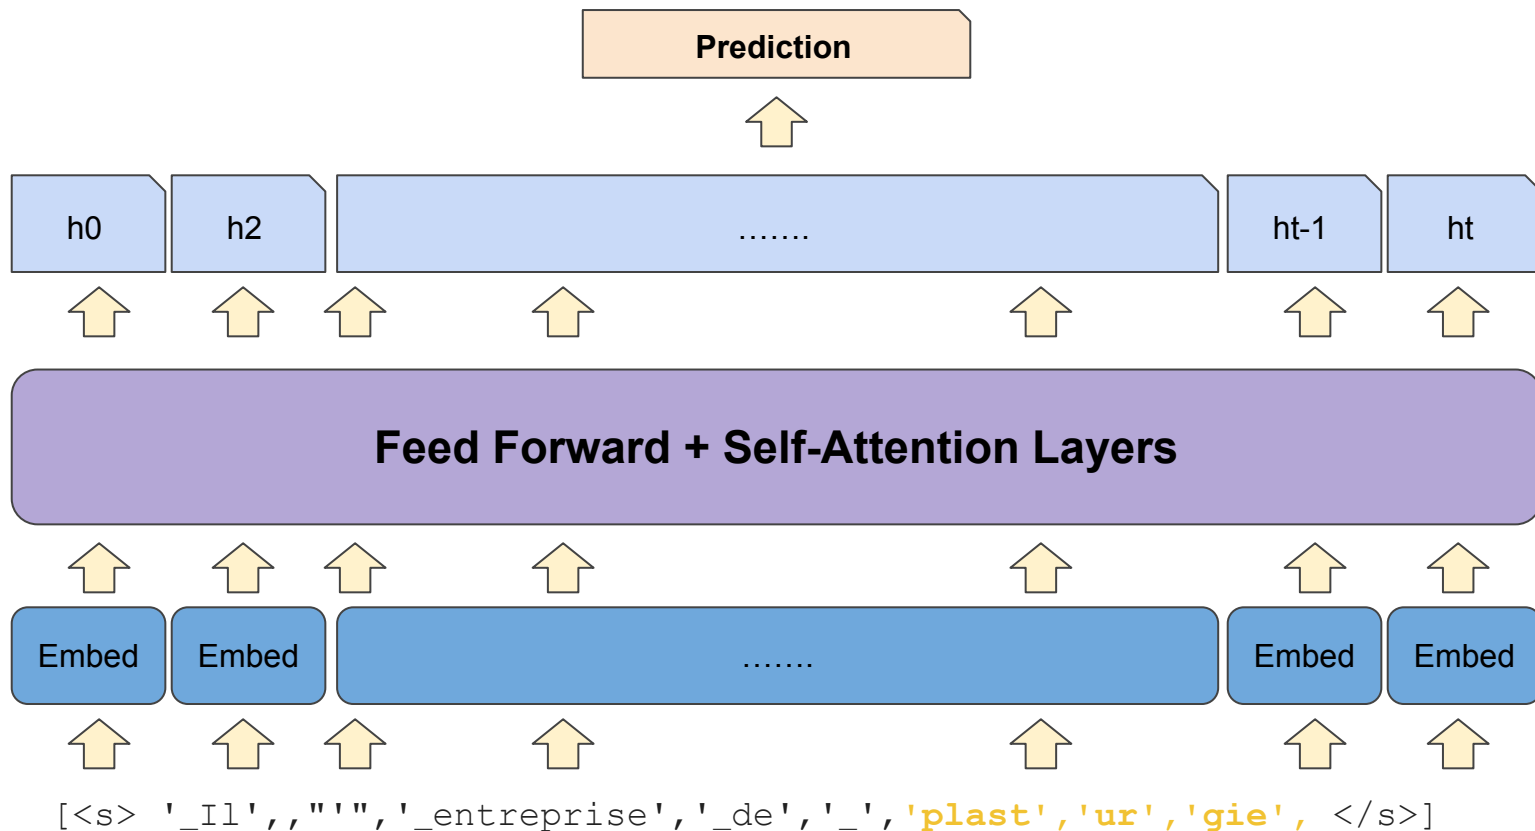 Prediction
h0 h2 ....... ht-1 ht
Feed Forward + Self-Attention Layers
Embed Embed ....... Embed Embed
[<s> '_Il',,"'",'_entreprise','_de','_','plast','ur','gie', </s>]